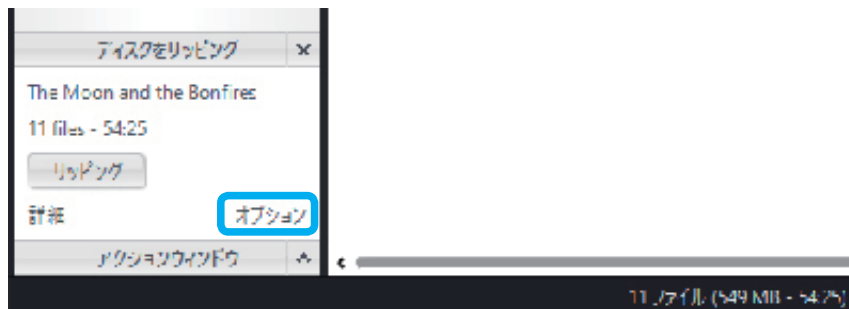 ディスクをリッピング ×
The Moon and the Bonfires
11 files - 54:25
リッピング
詳細 オプション
アクションウィンドウ
11 ファイル (549 MB - 54:25)